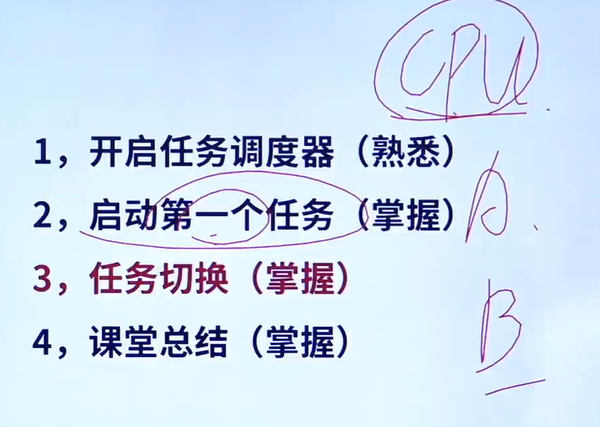 CPU
1，开启任务调度器（熟悉）
2，启动第一个任务（掌握）
A
3，任务切换（掌握）
B
4，课堂总结（掌握）